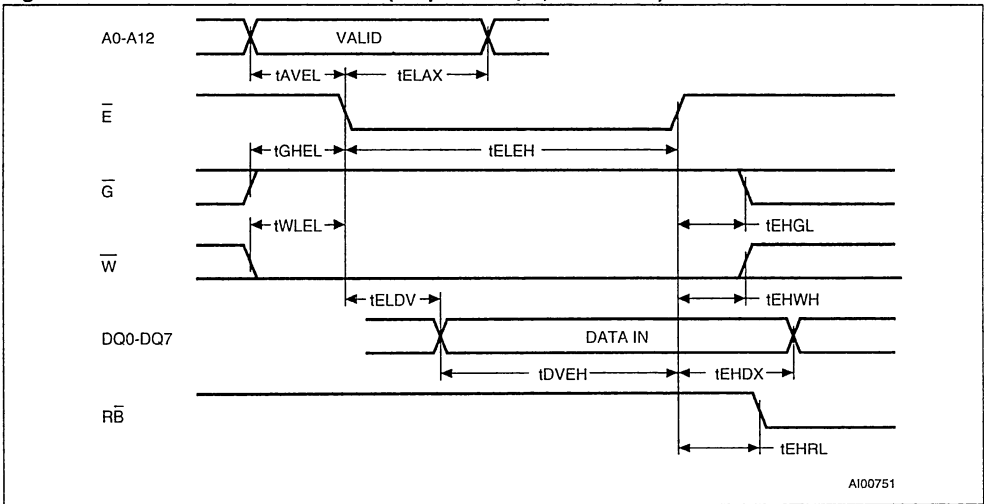 A0-A12 VALID
tAVEL tELAX
E̅
tGHEL tELEH
G̅
tWLEL tEHGL
W̅
tELDV tEHWH
DQ0-DQ7 DATA IN
tDVEH tEHDX
RB̅
tEHRL
AI00751